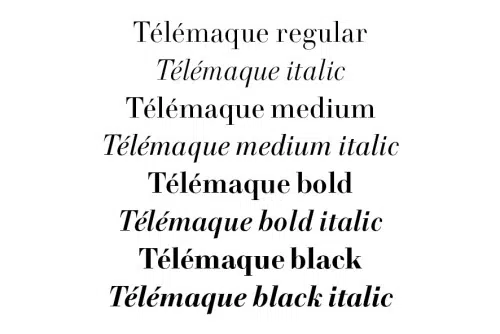 Télémaque regular
Télémaque italic
Télémaque medium
Télémaque medium italic
Télémaque bold
Télémaque bold italic
Télémaque black
Télémaque black italic